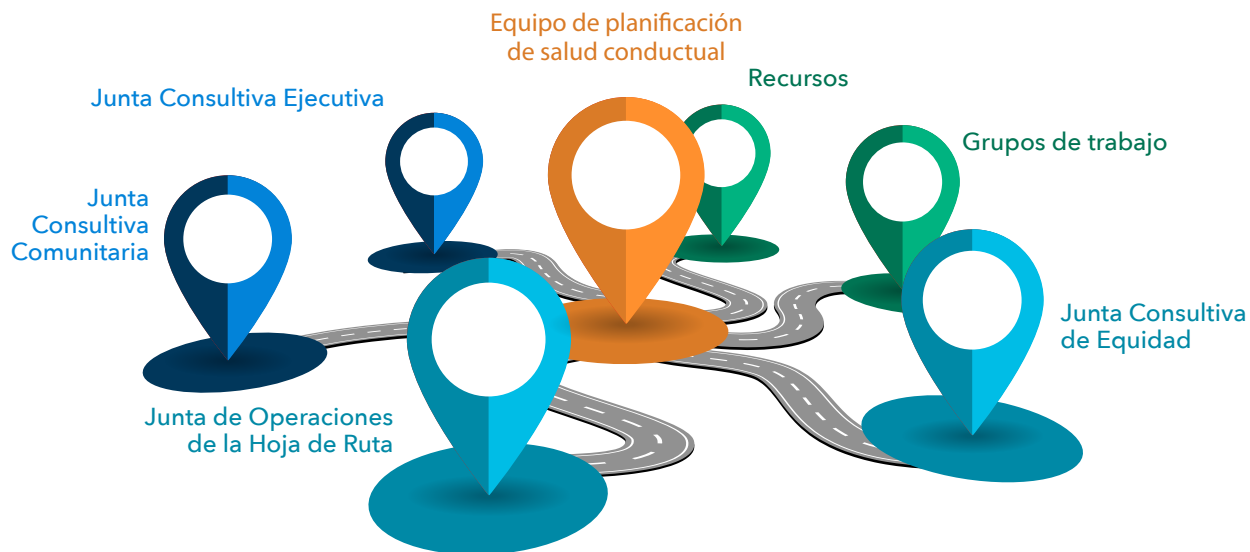 Equipo de planificación
de salud conductual
Recursos
Junta Consultiva Ejecutiva
Grupos de trabajo
Junta
Consultiva
Comunitaria
Junta Consultiva
de Equidad
Junta de Operaciones
de la Hoja de Ruta